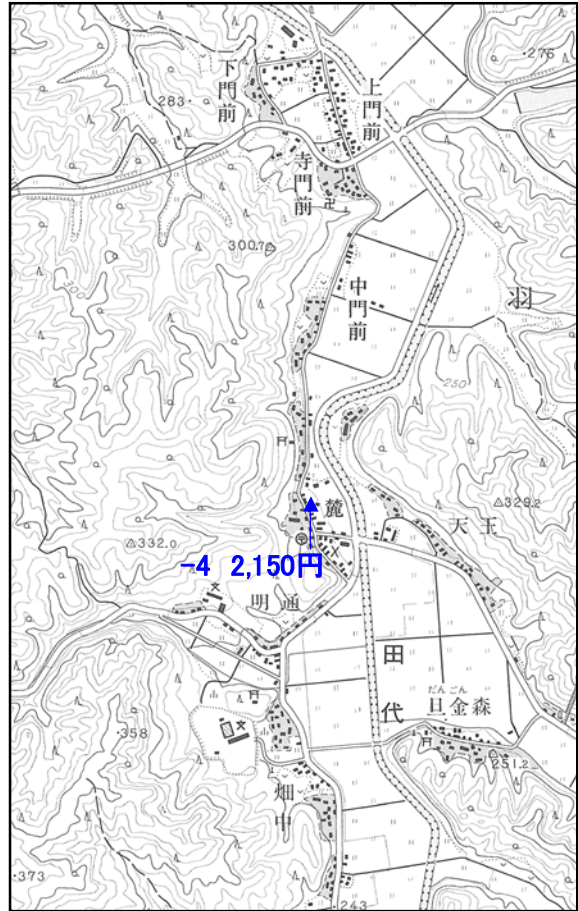 下門前
上門前
・276
283・
寺門前
300.7
中門前
羽
300
250
麓
329.2
天王
332.0
-4 2,150円
明通
田代
だんごん
旦金森
・358
251.2
畑中
・373
・243